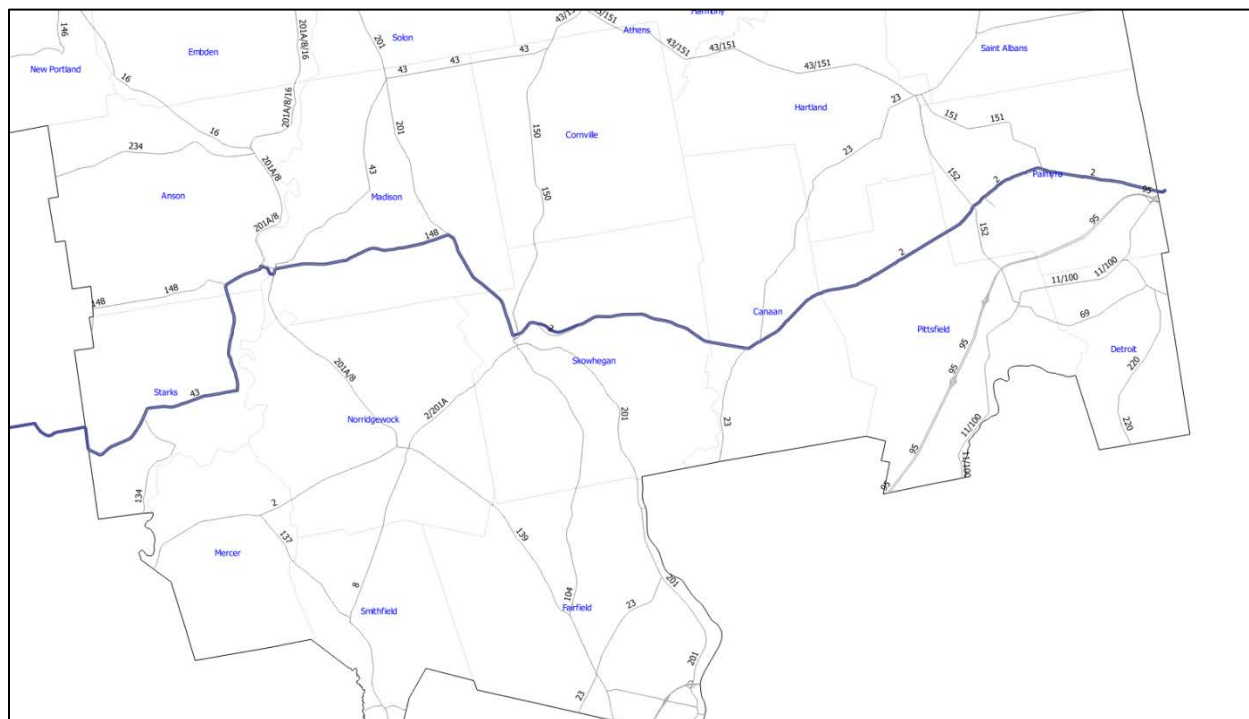 146
Embden
201A/8/16
201
Solon
43/151
43/151
Athens
Harmony
43/151
43/151
Saint Albans
New Portland
16
43
43
43
201A/8/16
16
201
43
234
201A/8
150
Cornville
Hartland
23
23
151
151
Anson
Madison
43
150
152
2
Palmyra
2
95
201A/8
148
152
95
2
148
148
11/100
11/100
Canaan
2
Pittsfield
69
Detroit
95
Skowhegan
201A/8
Starks
43
95
220
Norridgewock
2/201A
201
23
11/100
220
95
11/100
95
134
2
137
139
Mercer
8
104
201
Smithfield
Fairfield
23
201
23